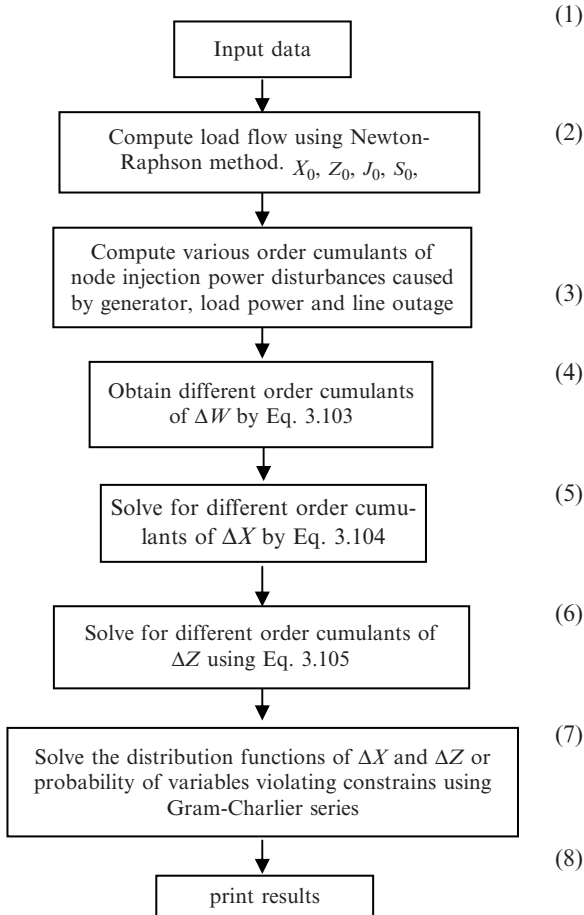 (1)
Input data
Compute load flow using Newton-
Raphson method. X₀, Z₀, J₀, S₀,
(2)
Compute various order cumulants of
node injection power disturbances caused
by generator, load power and line outage
(3)
Obtain different order cumulants
of ΔW by Eq. 3.103
(4)
Solve for different order cumu-
lants of ΔX by Eq. 3.104
(5)
Solve for different order cumulants of
ΔZ using Eq. 3.105
(6)
Solve the distribution functions of ΔX and ΔZ or
probability of variables violating constrains using
Gram-Charlier series
(7)
print results
(8)